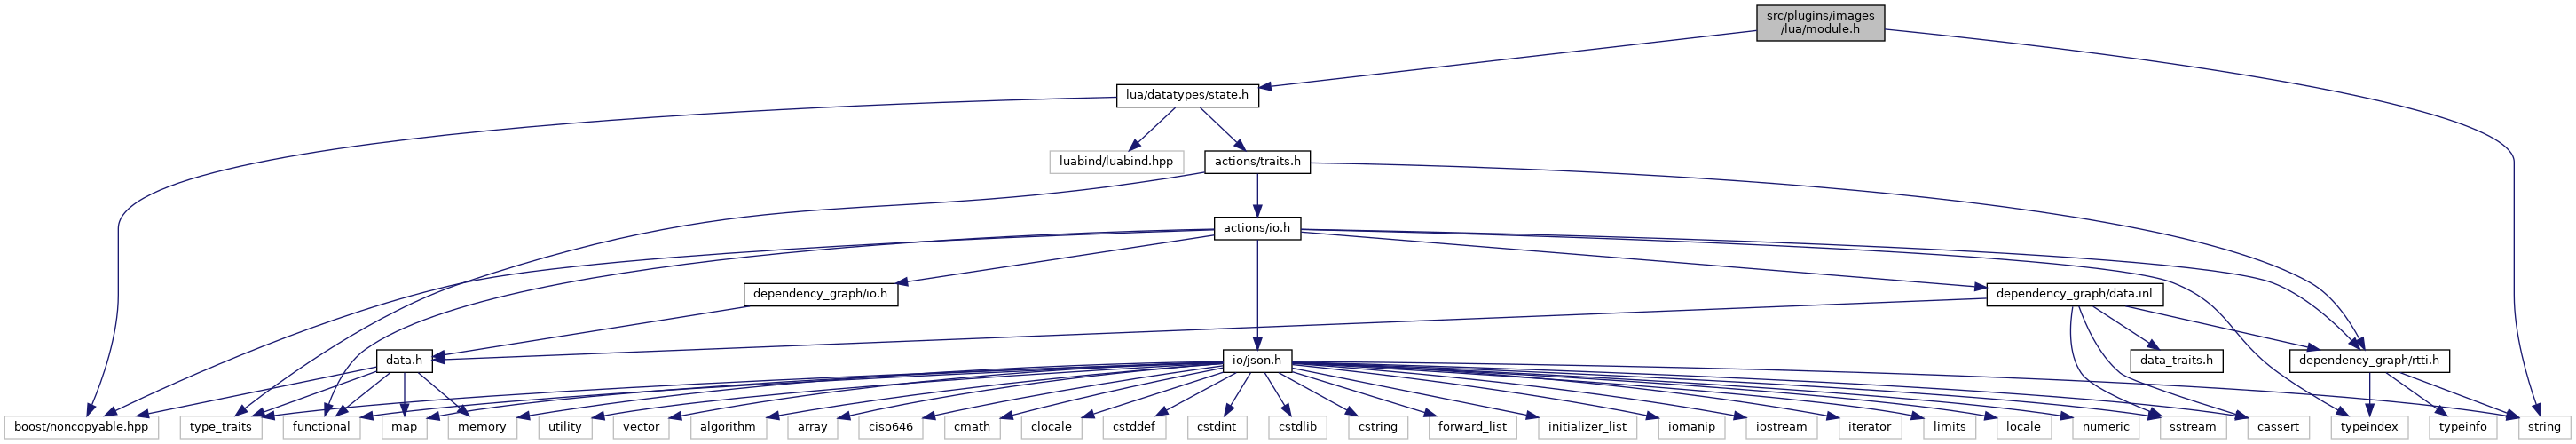 src/plugins/images
/lua/module.h
lua/datatypes/state.h
luabind/luabind.hpp
actions/traits.h
actions/io.h
dependency_graph/io.h
dependency_graph/data.inl
data.h
io/json.h
data_traits.h
dependency_graph/rtti.h
boost/noncopyable.hpp
type_traits
functional
map
memory
utility
vector
algorithm
array
ciso646
cmath
clocale
cstddef
cstdint
cstdlib
cstring
forward_list
initializer_list
iomanip
iostream
iterator
limits
locale
numeric
sstream
cassert
typeindex
typeinfo
string